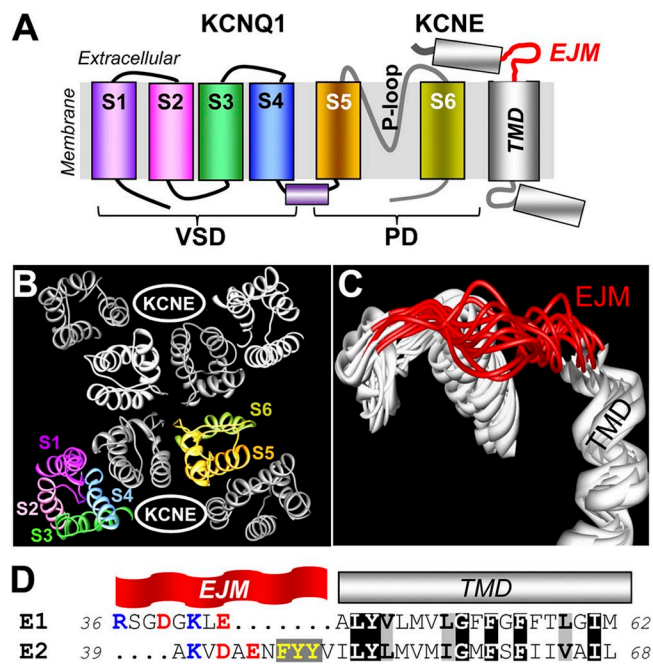 A
KCNQ1
KCNE
Extracellular
EJM
Membrane
S1
S2
S3
S4
S5
P-loop
S6
TMD
VSD
PD
B
KCNE
S1
S2
S3
S4
S6
S5
KCNE
C
EJM
TMD
D
EJM
TMD
E1 36 RSGDGKLE.......ALYVLMVLGFFGFFTLGIM 62
E2 39 ....AKVDAENFYYVILYLMVMIGMFSFIIVAIL 68